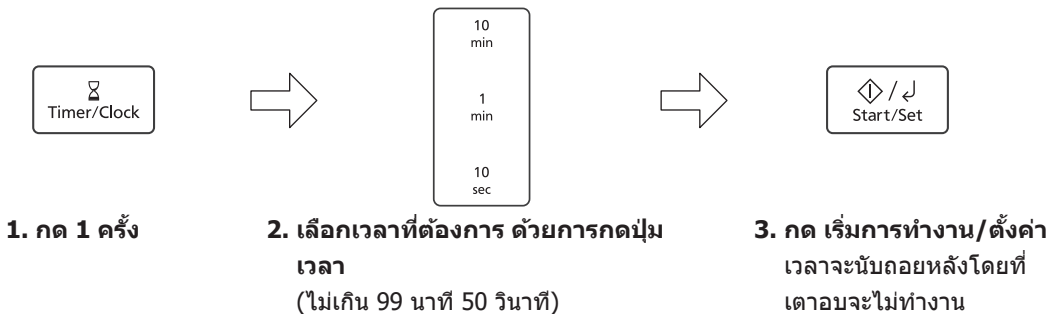 10
min
Timer/Clock
1
min
/
Start/Set
10
sec
1. กด 1 ครั้ง
2. เลือกเวลาที่ต้องการ ด้วยการกดปุ่ม
เวลา
(ไม่เกิน 99 นาที 50 วินาที)
3. กด เริ่มการทำงาน/ตั้งค่า
เวลาจะนับถอยหลังโดยที่
เตาอบจะไม่ทำงาน